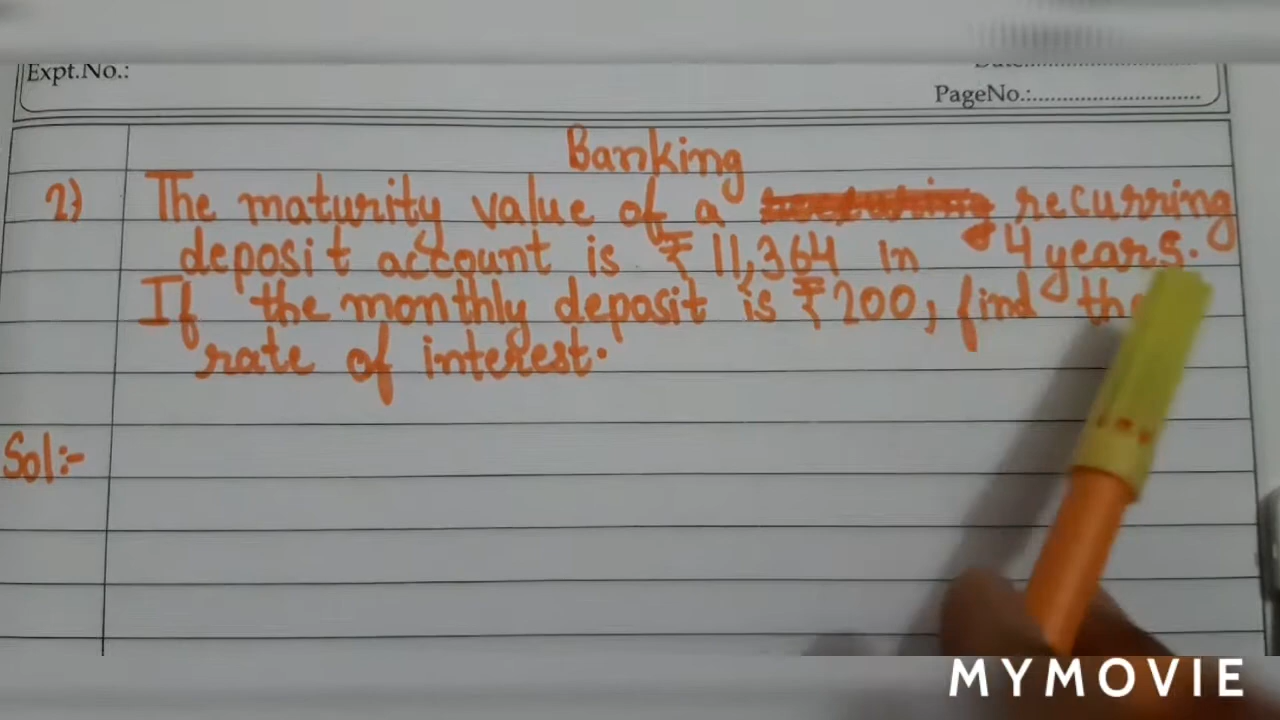 Expt.No.:
PageNo.:
Banking
2) The maturity value of a recurring
deposit account is ₹ 11,364 in 4 years.
If the monthly deposit is ₹ 200, find the
rate of interest.
Sol:-
MYMOVIE